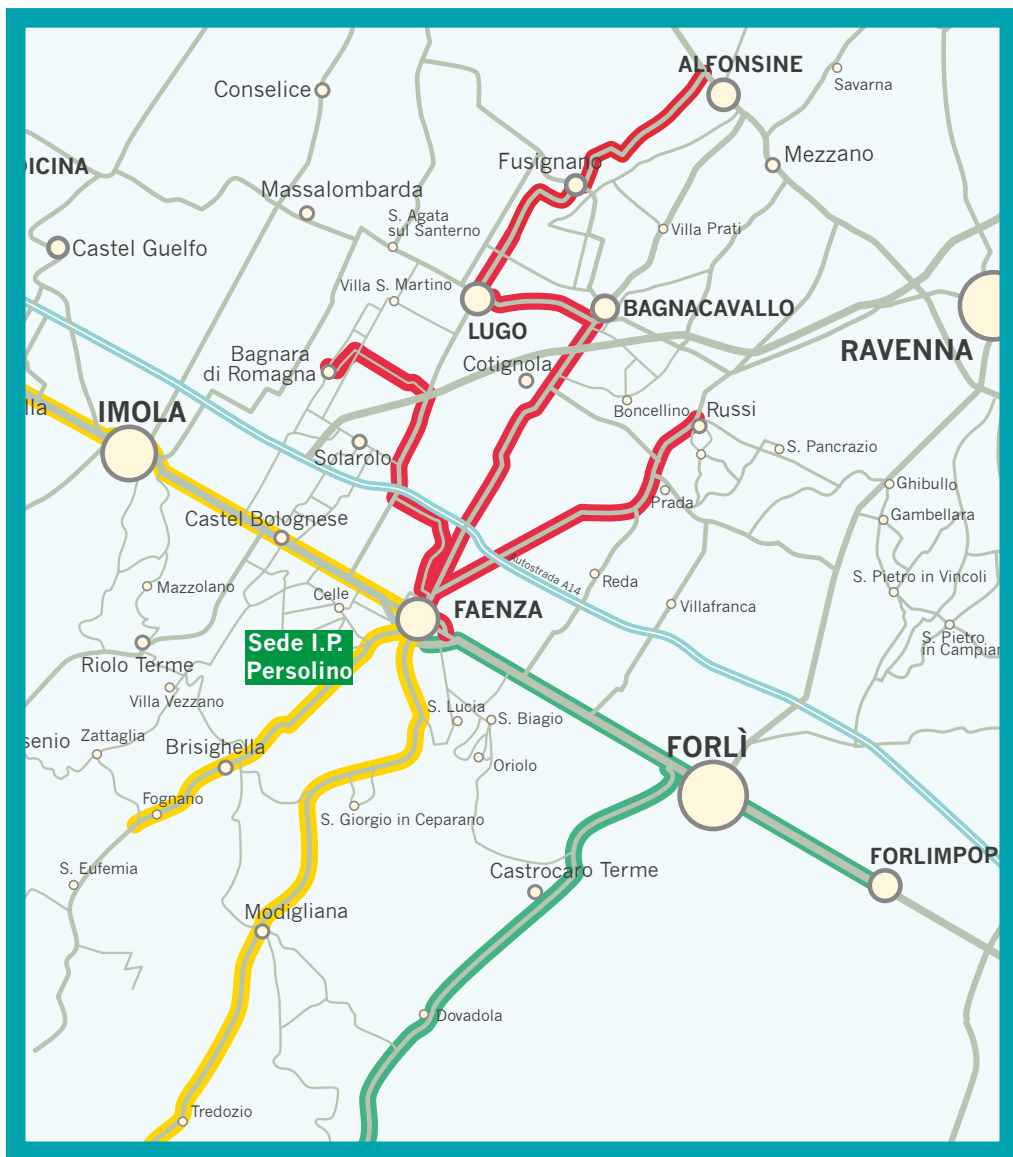 ALFONSINE
Savarna
Conselice
Mezzano
Fusignano
DICINA
Massalombarda
S. Agata
sul Santerno
Villa Prati
Castel Guelfo
Villa S. Martino
BAGNACAVALLO
LUGO
RAVENNA
Bagnara
di Romagna
Cotignola
lla
IMOLA
Boncellino
Russi
S. Pancrazio
Solarolo
Ghibullo
Prada
Gambellara
Castel Bolognese
Autostrada A14
Reda
S. Pietro in Vincoli
Mazzolano
Celle
FAENZA
Villafranca
Sede I.P.
Persolino
S. Pietro
in Campian
Riolo Terme
Villa Vezzano
S. Lucia
S. Biagio
senio
Zattaglia
Brisighella
FORLÌ
Oriolo
Fognano
S. Giorgio in Ceparano
FORLIMPOP
S. Eufemia
Castrocaro Terme
Modigliana
Dovadola
Tredozio